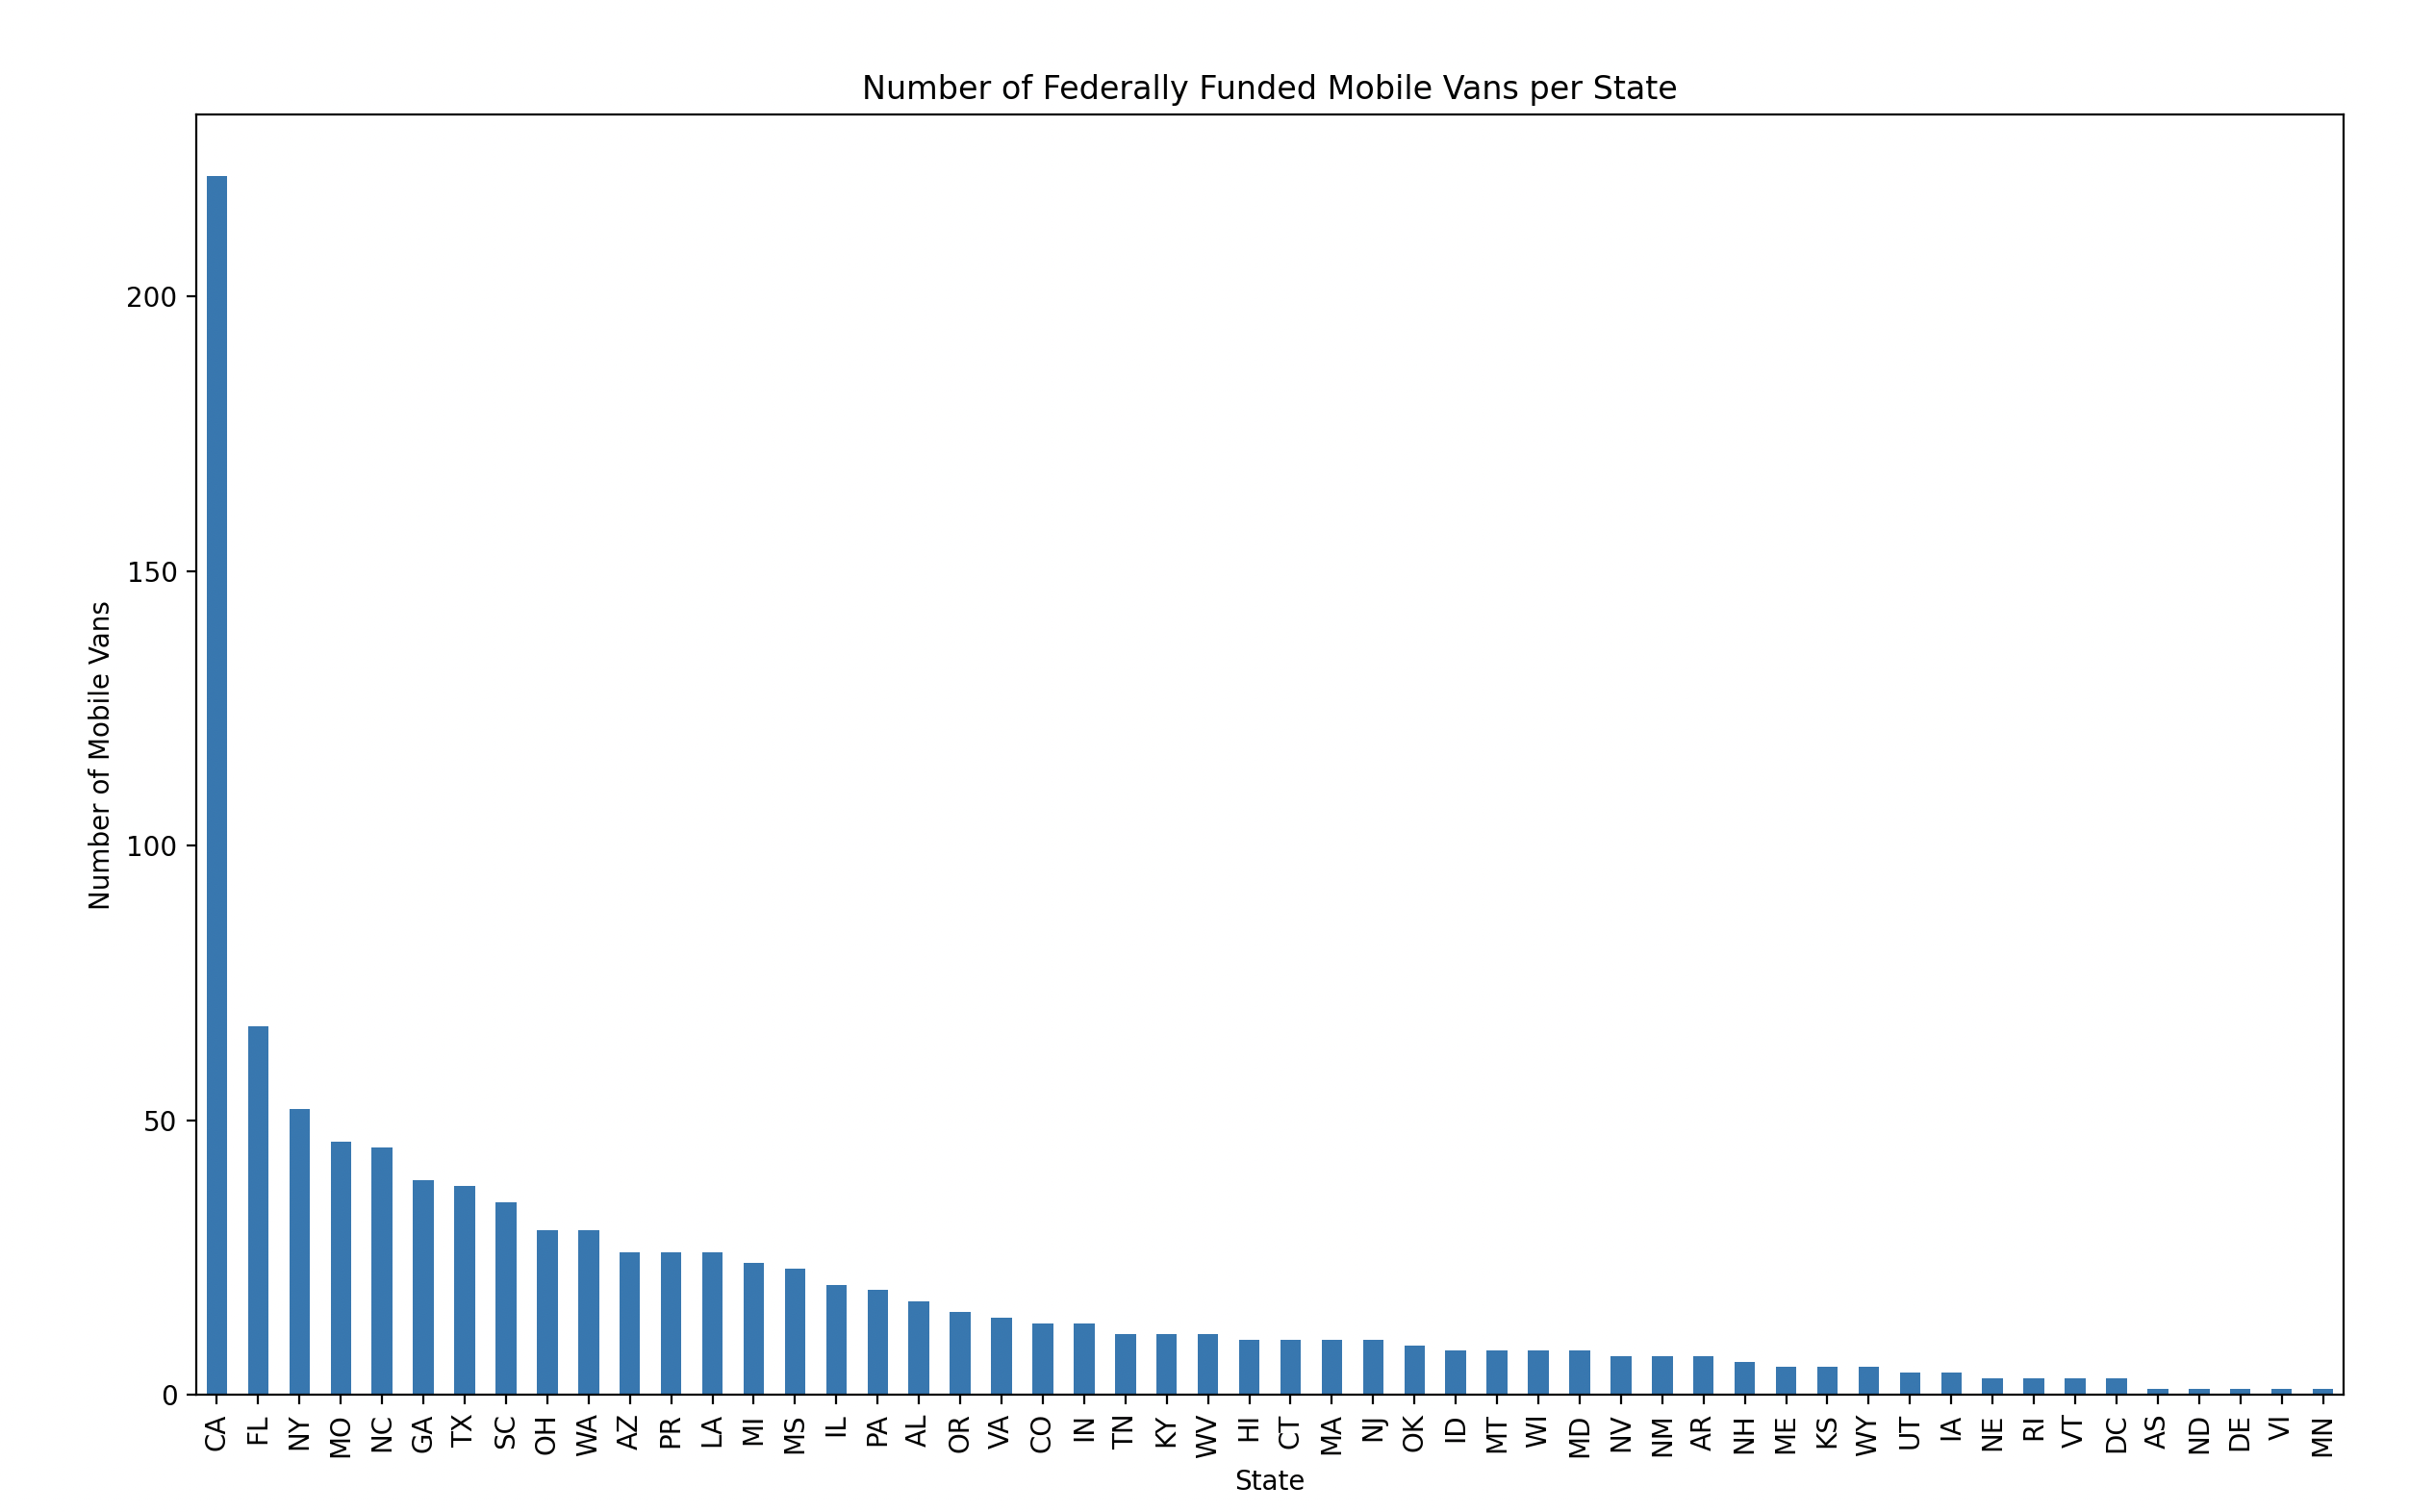 Number of Federally Funded Mobile Vans per State
Number of Mobile Vans
200
150
100
50
0
CA FL NY MO NC GA TX SC OH WA AZ PR LA MI MS IL PA AL OR VA CO IN TN KY WV HI CT MA NJ OK ID MT WI MD NV NM AR NH ME KS WY UT IA NE RI VT DC AS ND DE VI MN
State